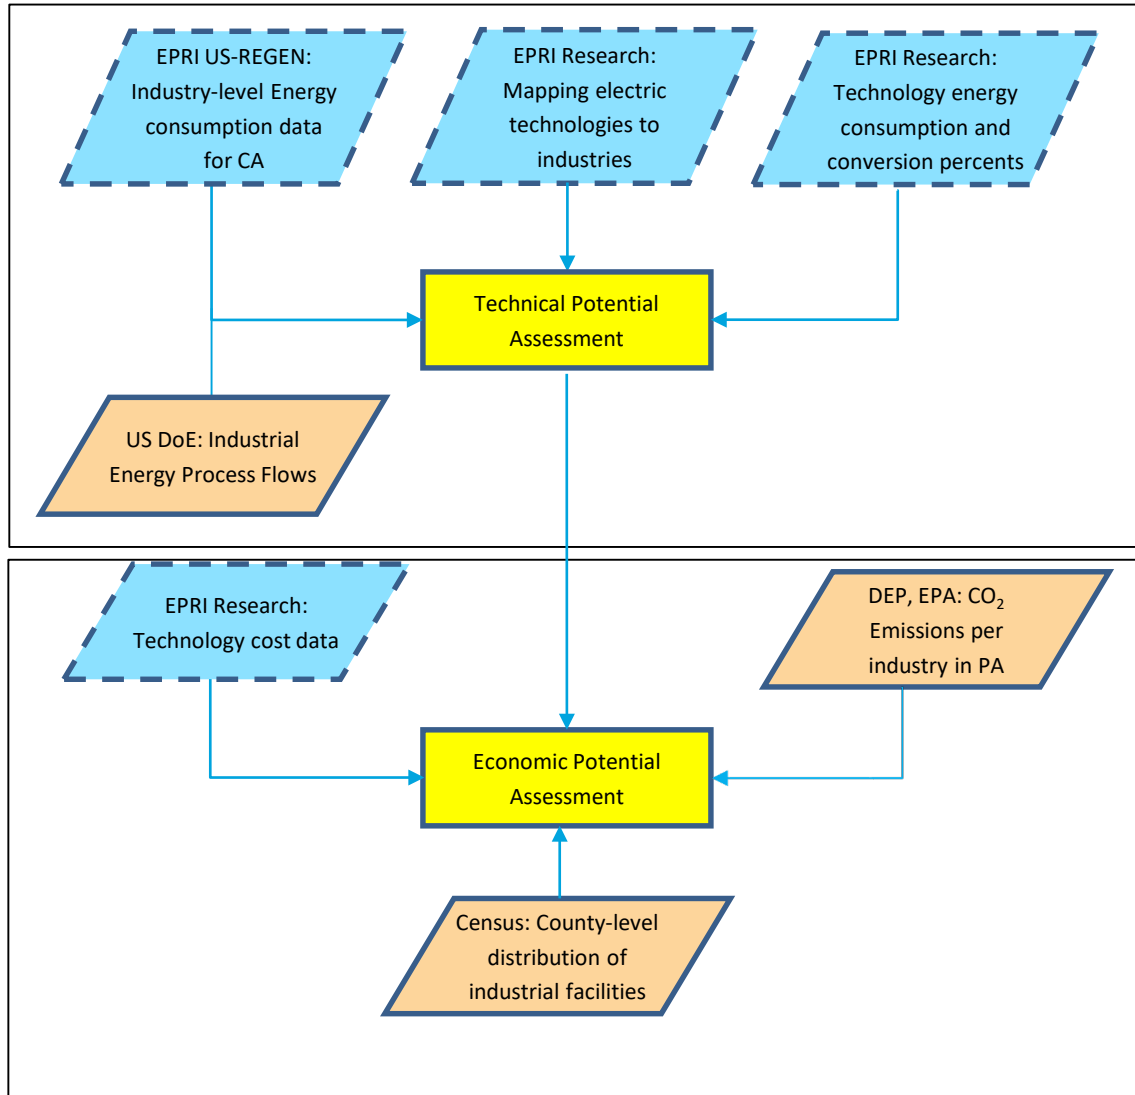 EPRI US-REGEN:
Industry-level Energy
consumption data
for CA
EPRI Research:
Mapping electric
technologies to
industries
EPRI Research:
Technology energy
consumption and
conversion percents
Technical Potential
Assessment
US DoE: Industrial
Energy Process Flows
EPRI Research:
Technology cost data
DEP, EPA: CO₂
Emissions per
industry in PA
Economic Potential
Assessment
Census: County-level
distribution of
industrial facilities